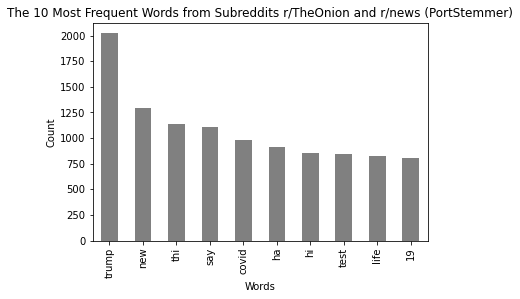 The 10 Most Frequent Words from Subreddits r/TheOnion and r/news (PortStemmer)
2000
1750
1500
1250
1000
750
500
250
0
Count
trump
new
thi
say
covid
ha
hi
test
life
19
Words